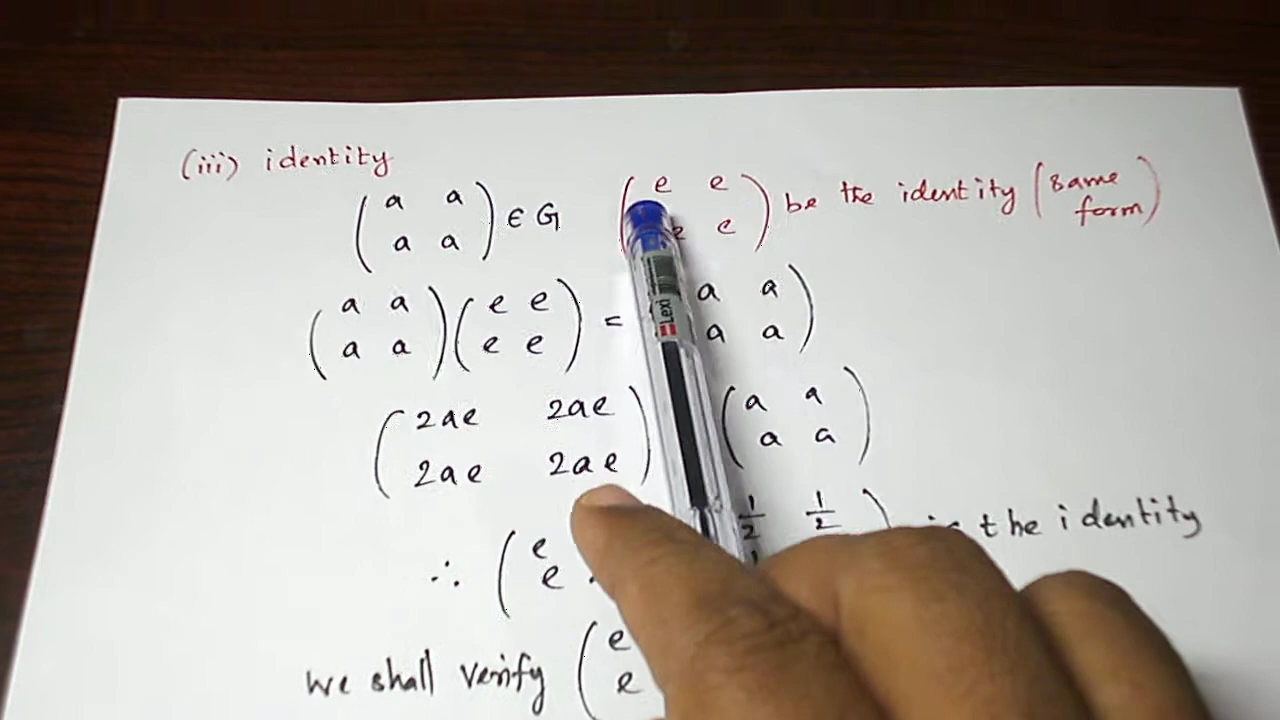 (iii) identity
( a a ) ∈ G ( e e ) be the identity ( same
a a e form )
( a a ) ( e e ) = a a )
a a e e a a
( 2ae 2ae ) ( a a )
2ae 2ae a a
∴ ( e 1/2 1/2 ) the identity
e
we shall verify ( e
e
Lexi